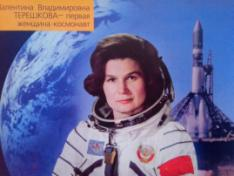 Валентина Владимировна
ТЕРЕШКОВА — первая
женщина-космонавт